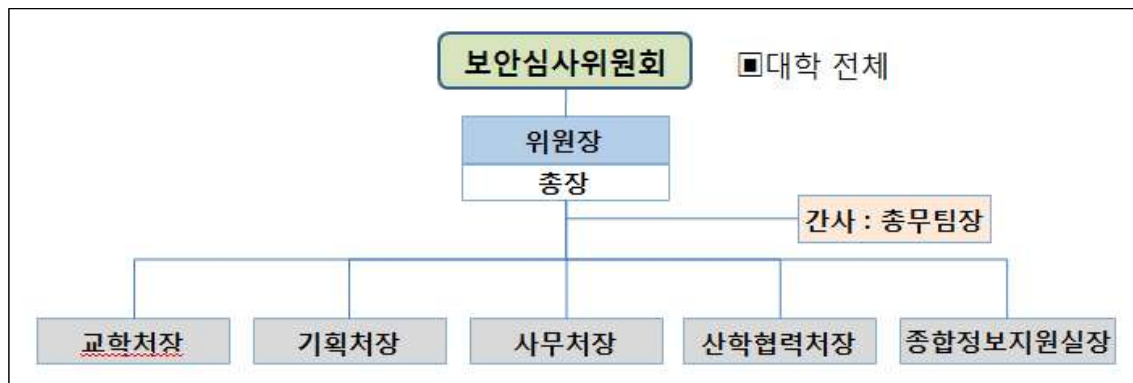 보안심사위원회
▣대학 전체
위원장
총장
간사 : 총무팀장
교학처장
기획처장
사무처장
산학협력처장
종합정보지원실장